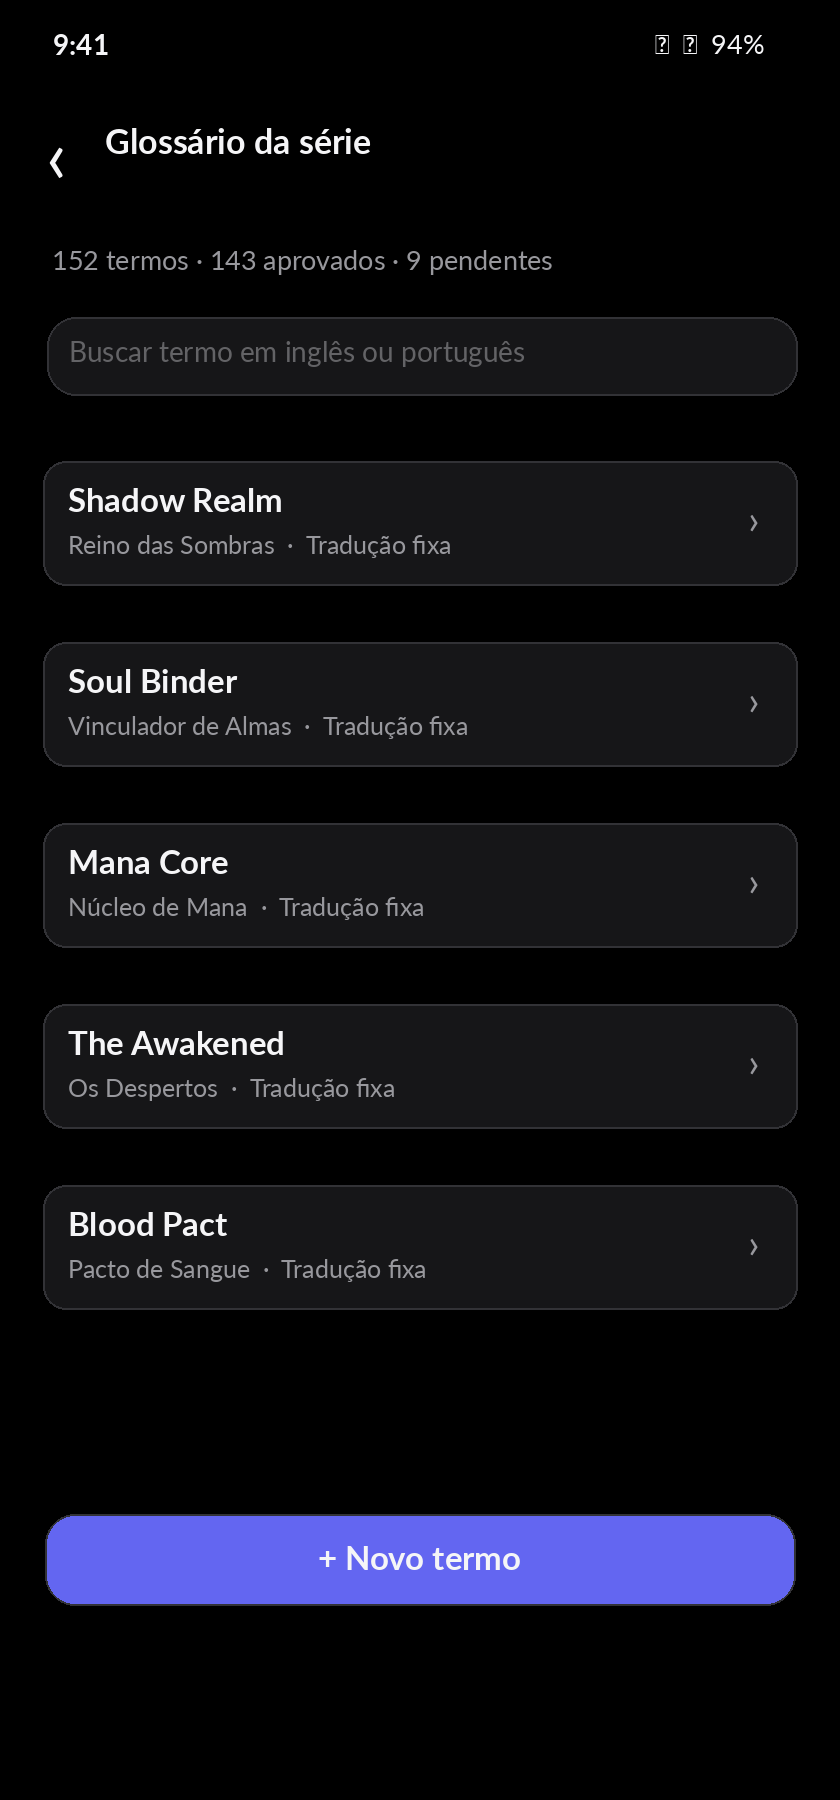 9:41 94%
‹ Glossário da série
152 termos · 143 aprovados · 9 pendentes
Buscar termo em inglês ou português
Shadow Realm
Reino das Sombras · Tradução fixa ›
Soul Binder
Vinculador de Almas · Tradução fixa ›
Mana Core
Núcleo de Mana · Tradução fixa ›
The Awakened
Os Despertos · Tradução fixa ›
Blood Pact
Pacto de Sangue · Tradução fixa ›
+ Novo termo